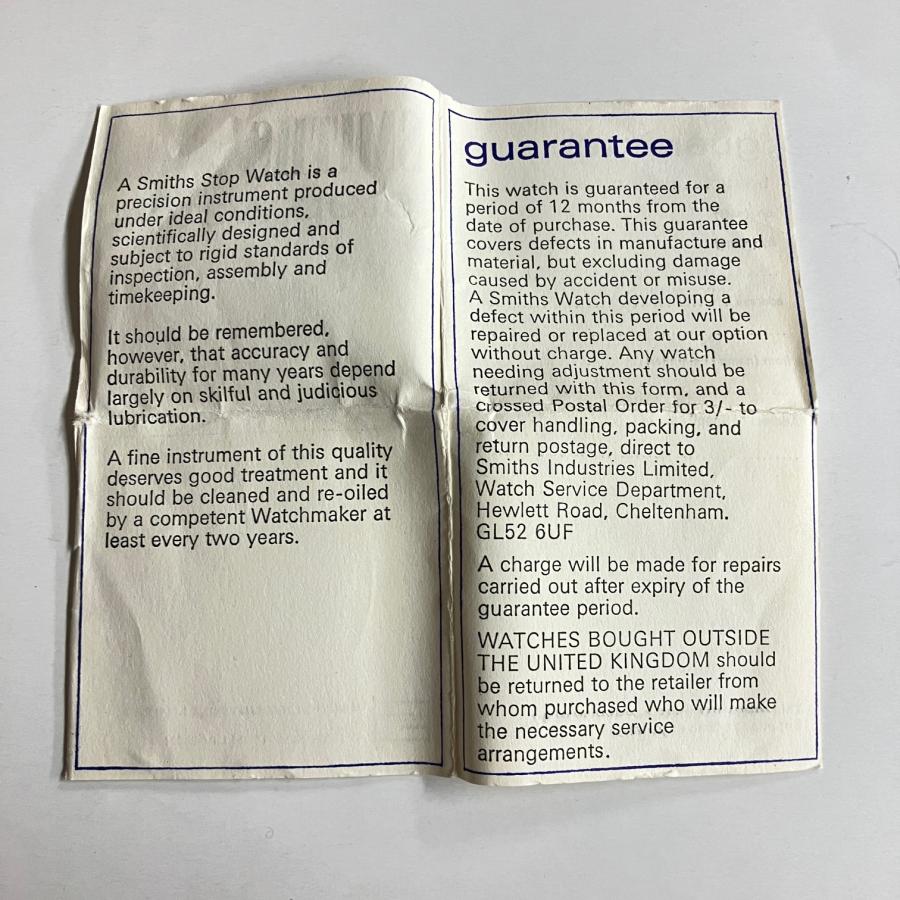 A Smiths Stop Watch is a
precision instrument produced
under ideal conditions,
scientifically designed and
subject to rigid standards of
inspection, assembly and
timekeeping.
It should be remembered,
however, that accuracy and
durability for many years depend
largely on skilful and judicious
lubrication.
A fine instrument of this quality
deserves good treatment and it
should be cleaned and re-oiled
by a competent Watchmaker at
least every two years.
guarantee
This watch is guaranteed for a
period of 12 months from the
date of purchase. This guarantee
covers defects in manufacture and
material, but excluding damage
caused by accident or misuse.
A Smiths Watch developing a
defect within this period will be
repaired or replaced at our option
without charge. Any watch
needing adjustment should be
returned with this form, and a
crossed Postal Order for 3/- to
cover handling, packing, and
return postage, direct to
Smiths Industries Limited,
Watch Service Department,
Hewlett Road, Cheltenham.
GL52 6UF
A charge will be made for repairs
carried out after expiry of the
guarantee period.
WATCHES BOUGHT OUTSIDE
THE UNITED KINGDOM should
be returned to the retailer from
whom purchased who will make
the necessary service
arrangements.